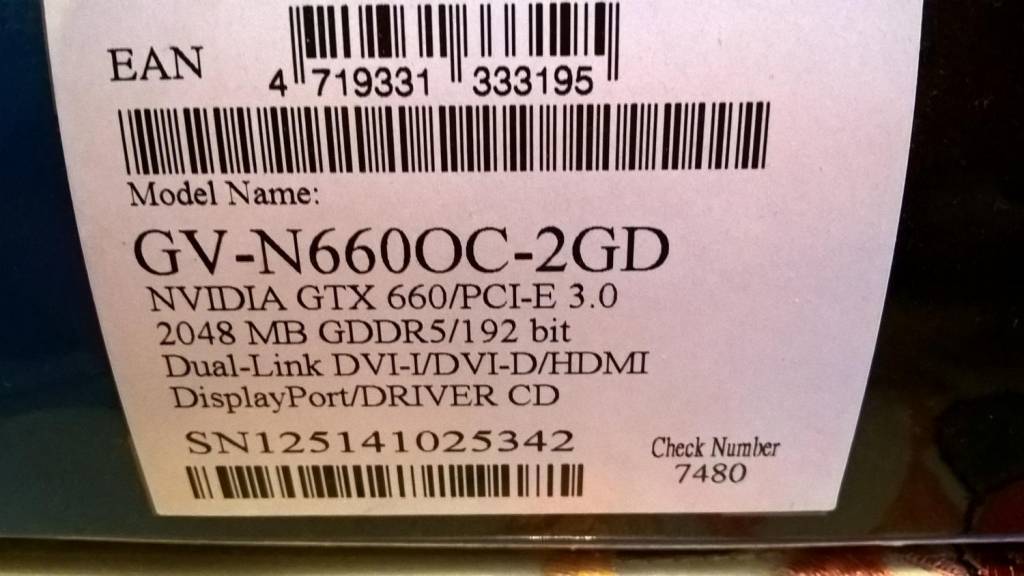 EAN
4 719331 333195
Model Name:
GV-N660OC-2GD
NVIDIA GTX 660/PCI-E 3.0
2048 MB GDDR5/192 bit
Dual-Link DVI-I/DVI-D/HDMI
DisplayPort/DRIVER CD
SN125141025342
Check Number
7480